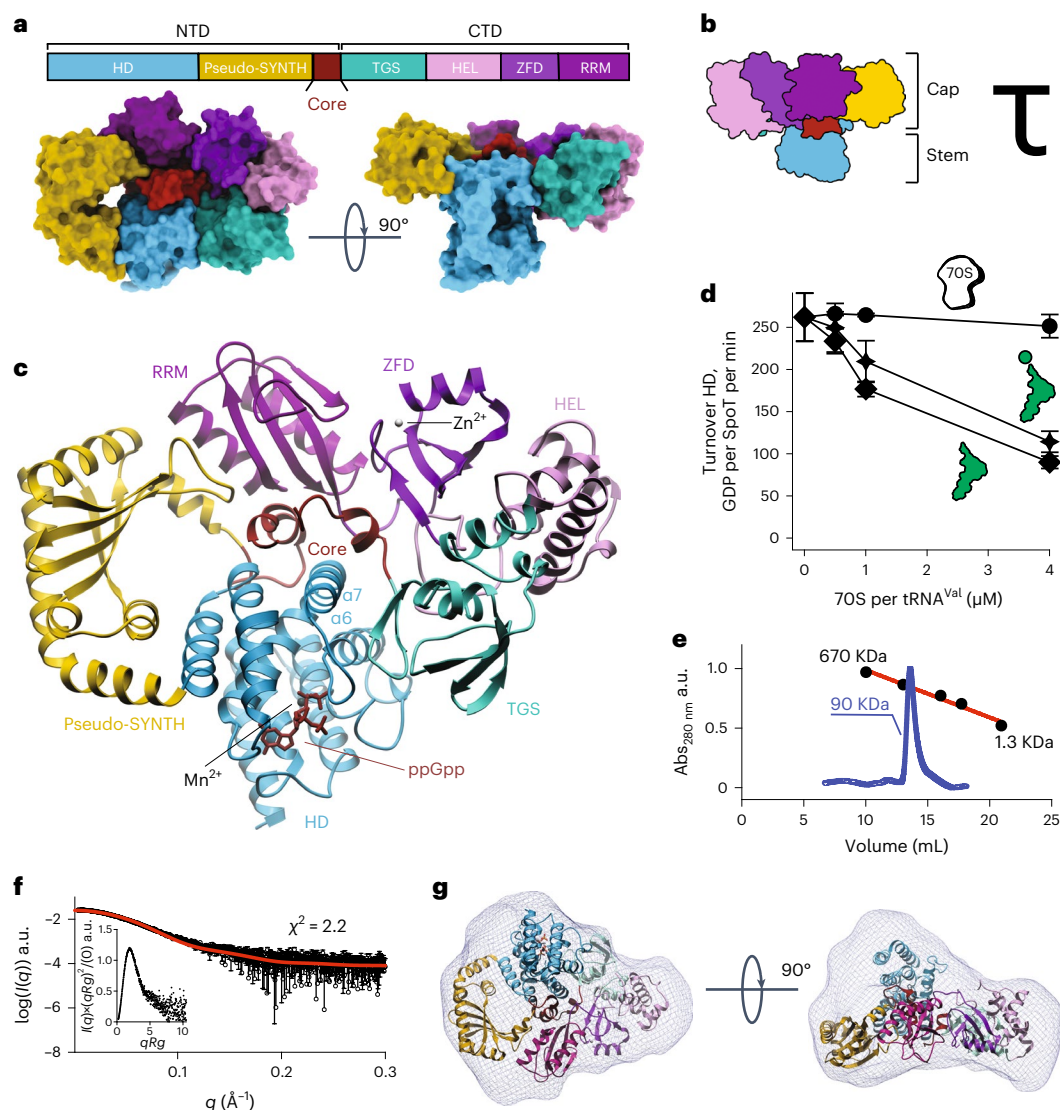 a
NTD
CTD
HD
Pseudo-SYNTH
TGS
HEL
ZFD
RRM
Core
90°
b
Cap
Stem
τ
c
RRM
ZFD
Zn²⁺
HEL
Core
α7
α6
Pseudo-SYNTH
TGS
Mn²⁺
ppGpp
HD
d
70S
Turnover HD,
GDP per SpoT per min
250
200
150
100
50
0
0 1 2 3 4
70S per tRNA^Val (µM)
e
670 KDa
90 KDa
1.3 KDa
Abs₂₈₀ nm a.u.
1.0
0.5
0
0 5 10 15 20 25
Volume (mL)
f
χ² = 2.2
log(I(q)) a.u.
−2
−4
−6
−8
I(q)×(qRg)²/I(0) a.u.
1.5
1.0
0.5
0
0 5 10
qRg
0.1 0.2 0.3
q (Å⁻¹)
g
90°